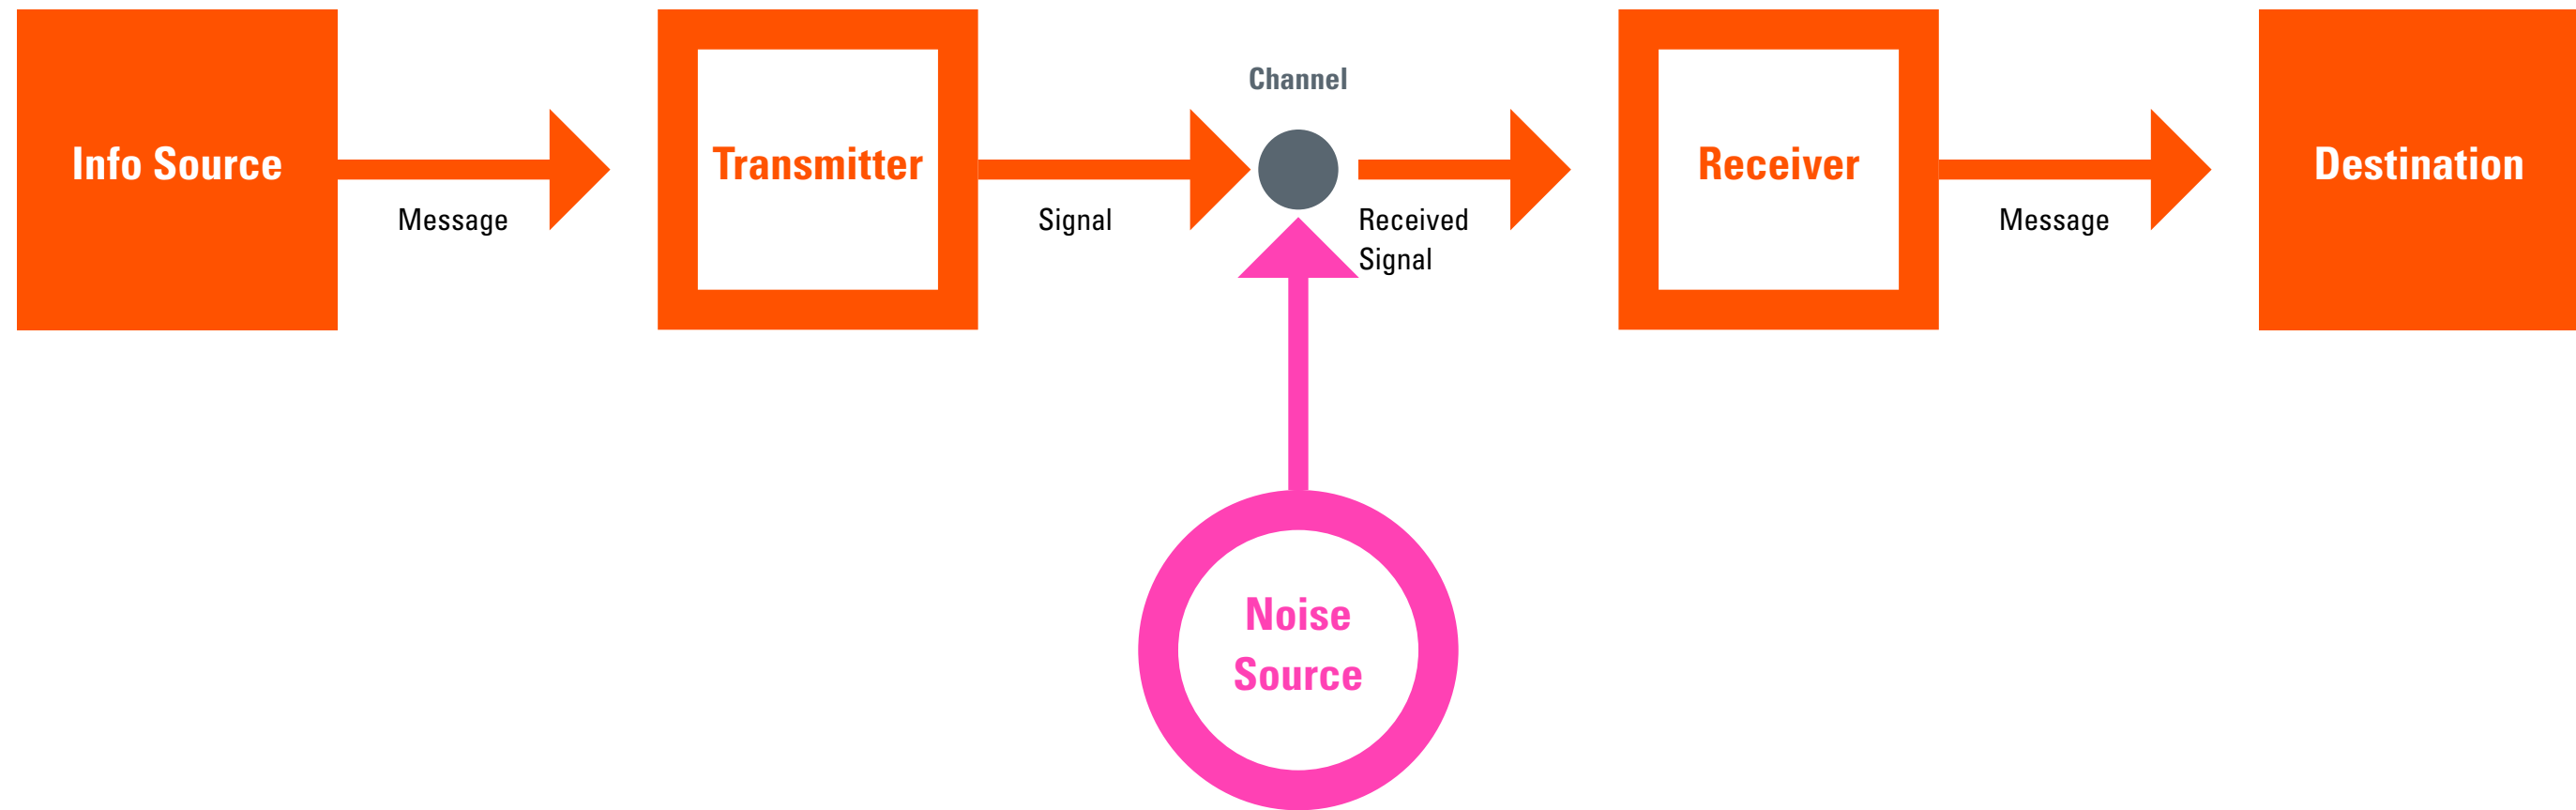 Channel
Info Source
Message
Transmitter
Signal
Received
Signal
Receiver
Message
Destination
Noise
Source